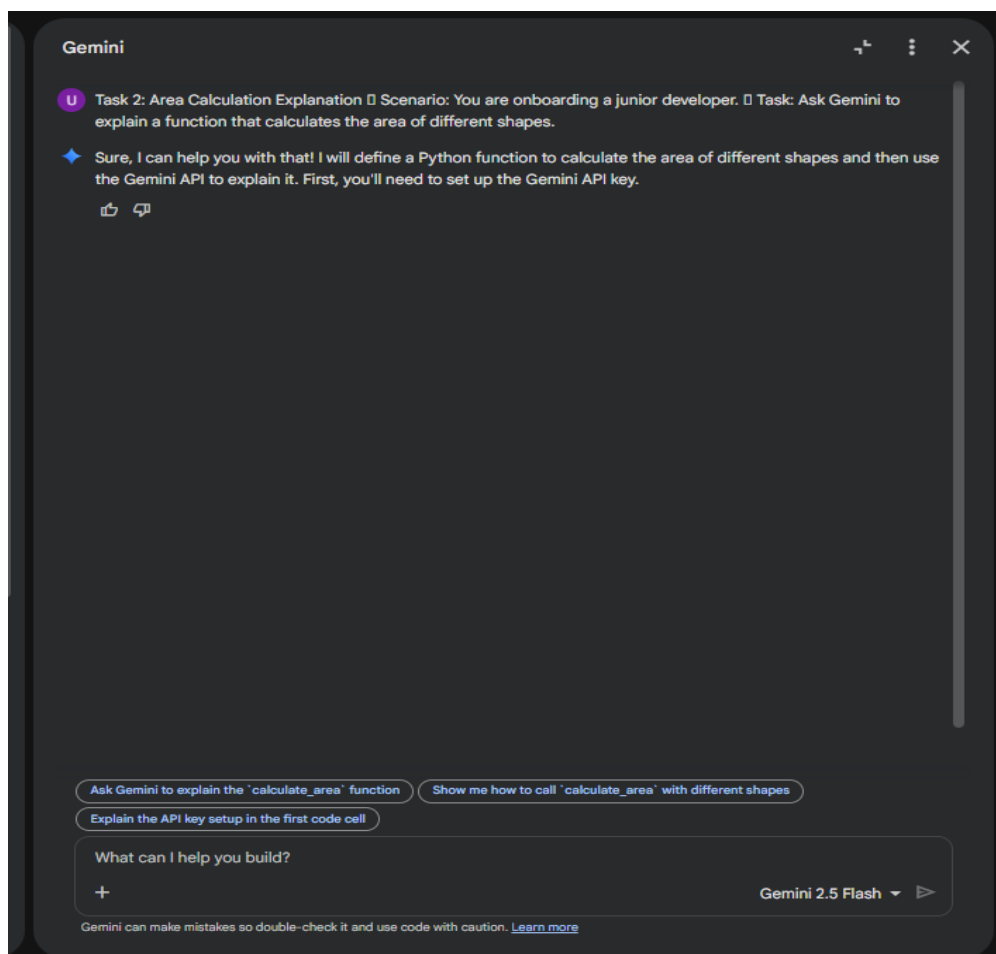 Gemini
U Task 2: Area Calculation Explanation ▯ Scenario: You are onboarding a junior developer. ▯ Task: Ask Gemini to
explain a function that calculates the area of different shapes.
Sure, I can help you with that! I will define a Python function to calculate the area of different shapes and then use
the Gemini API to explain it. First, you'll need to set up the Gemini API key.
Ask Gemini to explain the `calculate_area` function Show me how to call `calculate_area` with different shapes
Explain the API key setup in the first code cell
What can I help you build?
Gemini 2.5 Flash
Gemini can make mistakes so double-check it and use code with caution. Learn more